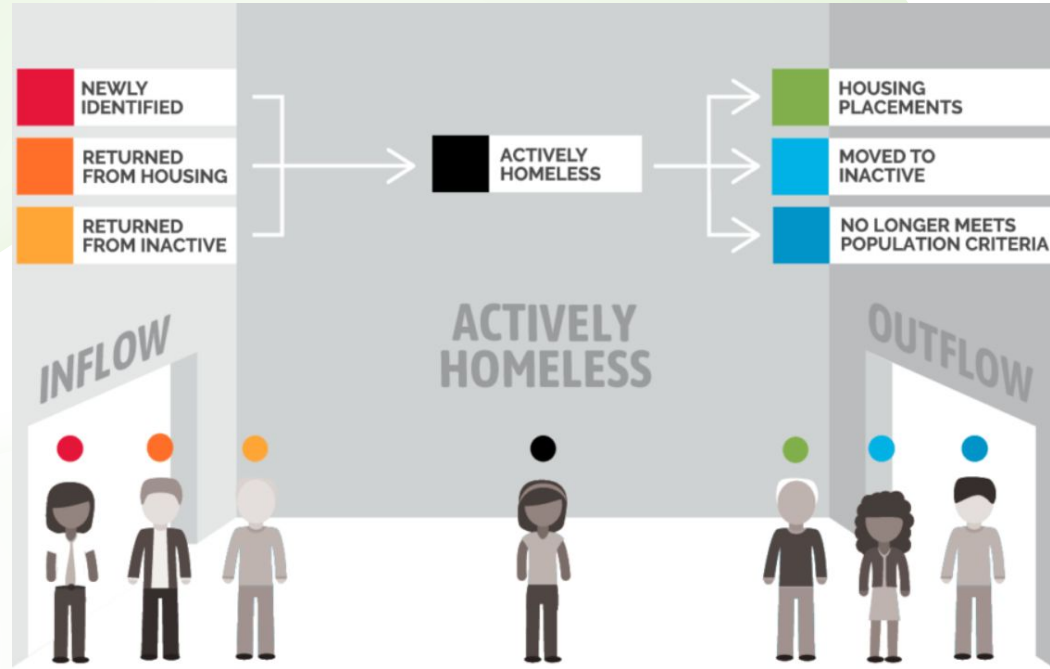 NEWLY
IDENTIFIED
RETURNED
FROM HOUSING
RETURNED
FROM INACTIVE
ACTIVELY
HOMELESS
HOUSING
PLACEMENTS
MOVED TO
INACTIVE
NO LONGER MEETS
POPULATION CRITERIA
INFLOW
ACTIVELY
HOMELESS
OUTFLOW